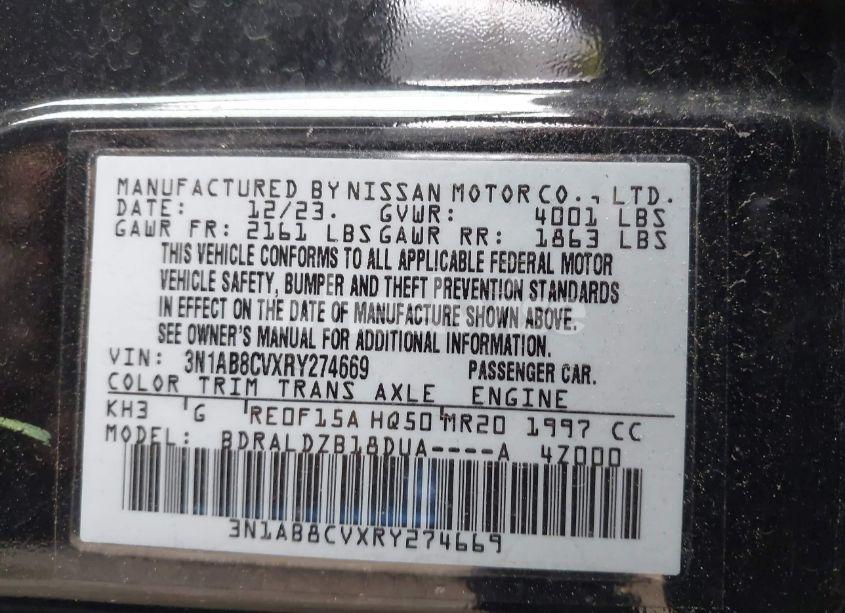 MANUFACTURED BY NISSAN MOTOR CO., LTD.
DATE: 12/23. GVWR: 4001 LBS
GAWR FR: 2161 LBS GAWR RR: 1863 LBS
THIS VEHICLE CONFORMS TO ALL APPLICABLE FEDERAL MOTOR
VEHICLE SAFETY, BUMPER AND THEFT PREVENTION STANDARDS
IN EFFECT ON THE DATE OF MANUFACTURE SHOWN ABOVE.
SEE OWNER'S MANUAL FOR ADDITIONAL INFORMATION.
VIN: 3N1AB8CVXRY274669 PASSENGER CAR.
COLOR TRIM TRANS AXLE ENGINE
KH3 G RE0F15A HQ50 MR20 1997 CC
MODEL: BDRALDZB18DUA----A 4Z000
3N1AB8CVXRY274669